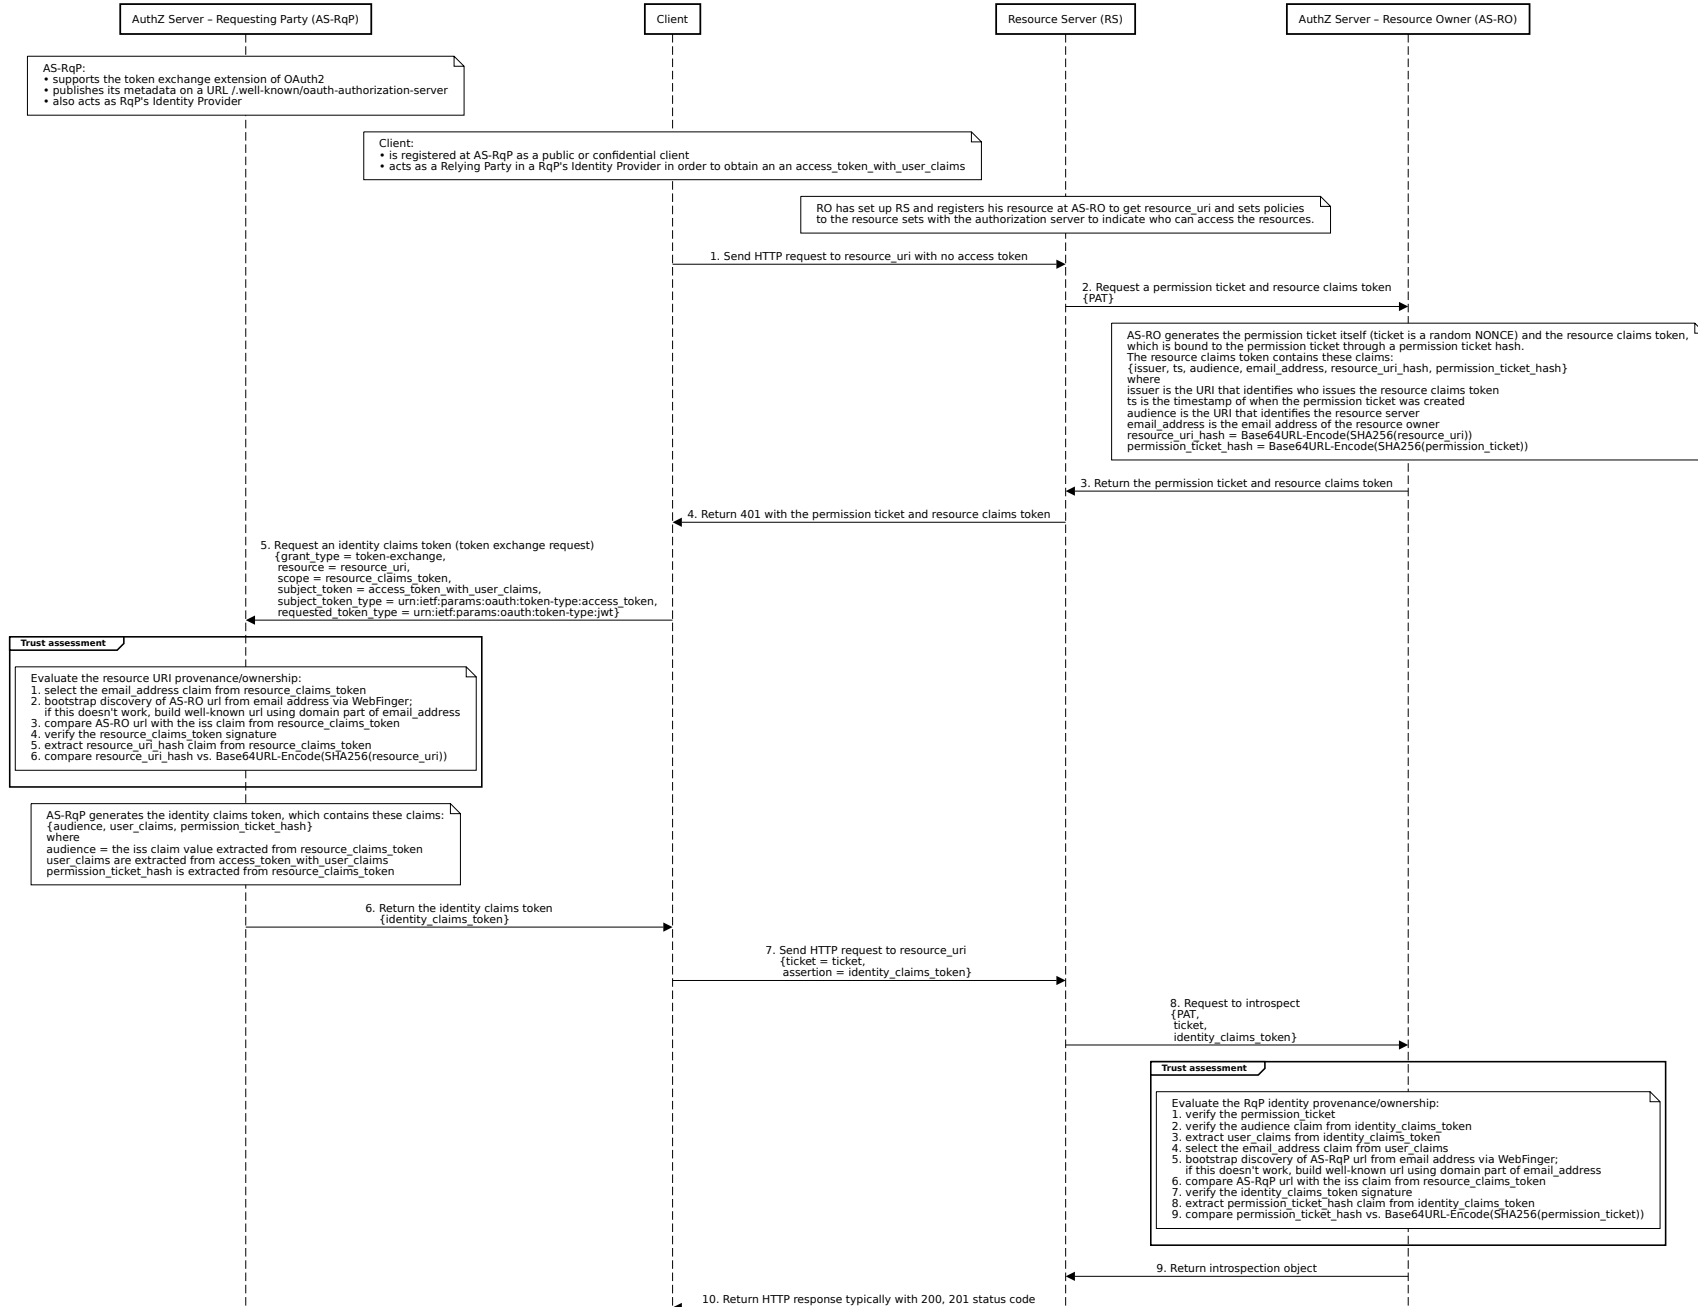 AuthZ Server – Requesting Party (AS-RqP)
Client
Resource Server (RS)
AuthZ Server – Resource Owner (AS-RO)
AS-RqP:
• supports the token exchange extension of OAuth2
• publishes its metadata on a URL /.well-known/oauth-authorization-server
• also acts as RqP's Identity Provider
Client:
• is registered at AS-RqP as a public or confidential client
• acts as a Relying Party in a RqP's Identity Provider in order to obtain an an access_token_with_user_claims
RO has set up RS and registers his resource at AS-RO to get resource_uri and sets policies
to the resource sets with the authorization server to indicate who can access the resources.
1. Send HTTP request to resource_uri with no access token
2. Request a permission ticket and resource claims token
{PAT}
AS-RO generates the permission ticket itself (ticket is a random NONCE) and the resource claims token,
which is bound to the permission ticket through a permission ticket hash.
The resource claims token contains these claims:
{issuer, ts, audience, email_address, resource_uri_hash, permission_ticket_hash}
where
issuer is the URI that identifies who issues the resource claims token
ts is the timestamp of when the permission ticket was created
audience is the URI that identifies the resource server
email_address is the email address of the resource owner
resource_uri_hash = Base64URL-Encode(SHA256(resource_uri))
permission_ticket_hash = Base64URL-Encode(SHA256(permission_ticket))
3. Return the permission ticket and resource claims token
4. Return 401 with the permission ticket and resource claims token
5. Request an identity claims token (token exchange request)
{grant_type = token-exchange,
resource = resource_uri,
scope = resource_claims_token,
subject_token = access_token_with_user_claims,
subject_token_type = urn:ietf:params:oauth:token-type:access_token,
requested_token_type = urn:ietf:params:oauth:token-type:jwt}
Trust assessment
Evaluate the resource URI provenance/ownership:
1. select the email_address claim from resource_claims_token
2. bootstrap discovery of AS-RO url from email address via WebFinger;
if this doesn't work, build well-known url using domain part of email_address
3. compare AS-RO url with the iss claim from resource_claims_token
4. verify the resource_claims_token signature
5. extract resource_uri_hash claim from resource_claims_token
6. compare resource_uri_hash vs. Base64URL-Encode(SHA256(resource_uri))
AS-RqP generates the identity claims token, which contains these claims:
{audience, user_claims, permission_ticket_hash}
where
audience = the iss claim value extracted from resource_claims_token
user_claims are extracted from access_token_with_user_claims
permission_ticket_hash is extracted from resource_claims_token
6. Return the identity claims token
{identity_claims_token}
7. Send HTTP request to resource_uri
{ticket = ticket,
assertion = identity_claims_token}
8. Request to introspect
{PAT,
ticket,
identity_claims_token}
Trust assessment
Evaluate the RqP identity provenance/ownership:
1. verify the permission_ticket
2. verify the audience claim from identity_claims_token
3. extract user_claims from identity_claims_token
4. select the email_address claim from user_claims
5. bootstrap discovery of AS-RqP url from email address via WebFinger;
if this doesn't work, build well-known url using domain part of email_address
6. compare AS-RqP url with the iss claim from resource_claims_token
7. verify the identity_claims_token signature
8. extract permission_ticket_hash claim from identity_claims_token
9. compare permission_ticket_hash vs. Base64URL-Encode(SHA256(permission_ticket))
9. Return introspection object
10. Return HTTP response typically with 200, 201 status code